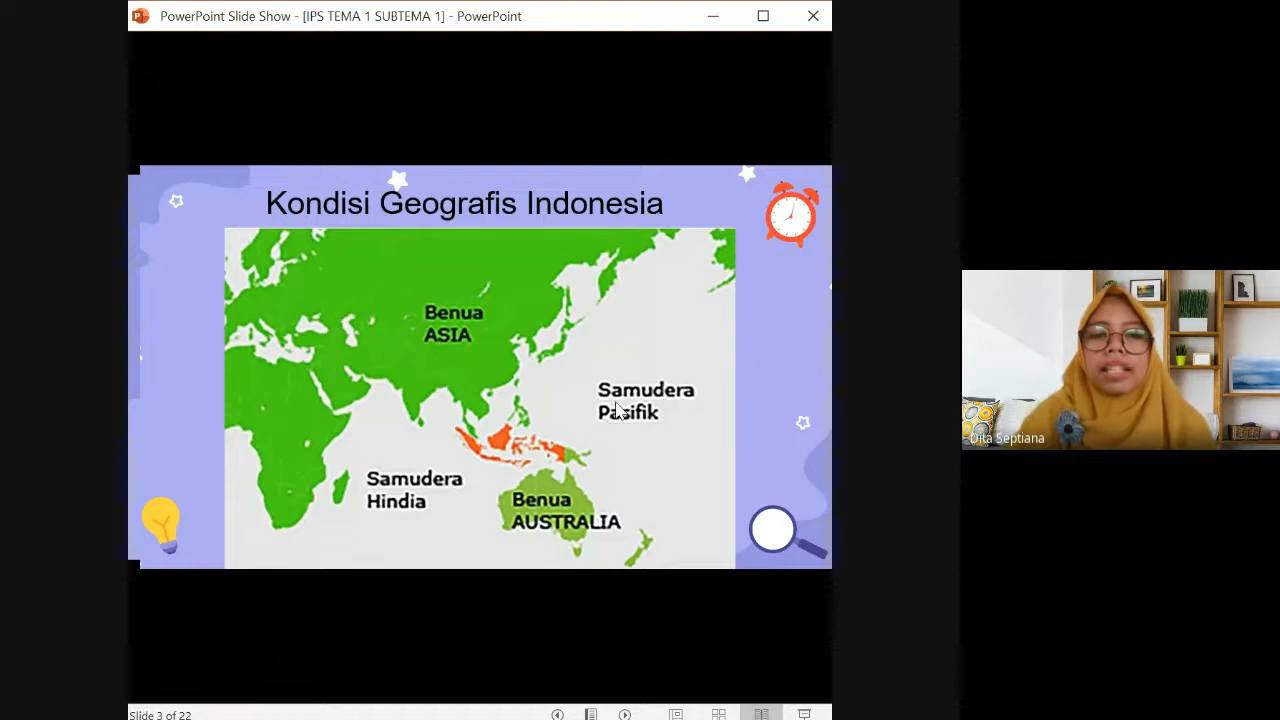 PowerPoint Slide Show - [IPS TEMA 1 SUBTEMA 1] - PowerPoint
Kondisi Geografis Indonesia
Benua
ASIA
Samudera
Pasifik
Samudera
Hindia
Benua
AUSTRALIA
Dita Septiana
Slide 3 of 22